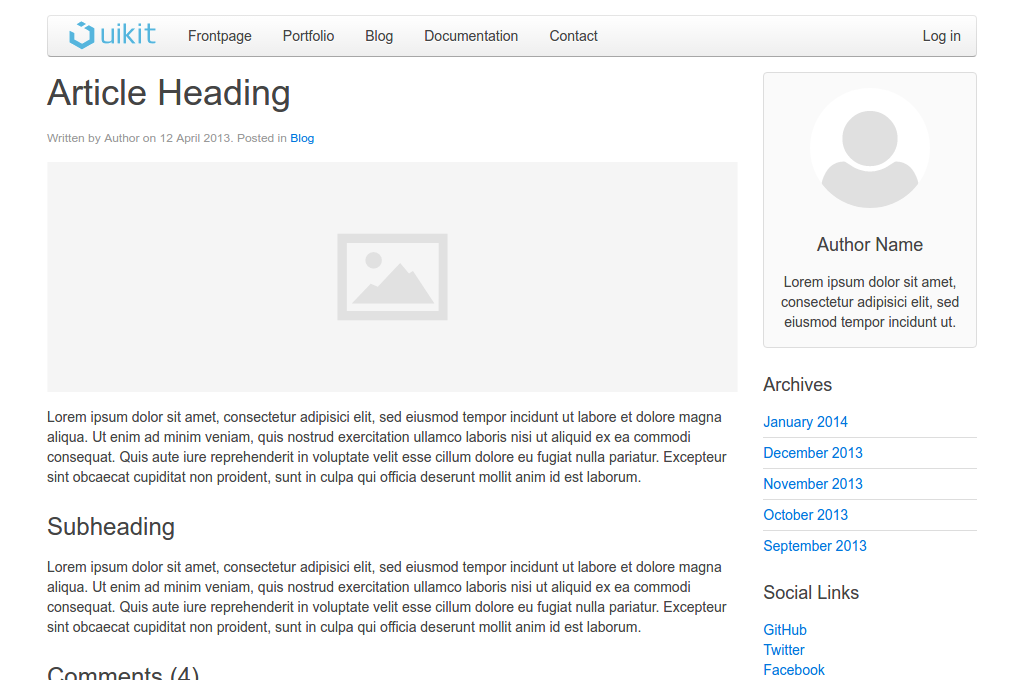 uikit Frontpage Portfolio Blog Documentation Contact Log in
Article Heading
Written by Author on 12 April 2013. Posted in Blog
Lorem ipsum dolor sit amet, consectetur adipisici elit, sed eiusmod tempor incidunt ut labore et dolore magna
aliqua. Ut enim ad minim veniam, quis nostrud exercitation ullamco laboris nisi ut aliquid ex ea commodi
consequat. Quis aute iure reprehenderit in voluptate velit esse cillum dolore eu fugiat nulla pariatur. Excepteur
sint obcaecat cupiditat non proident, sunt in culpa qui officia deserunt mollit anim id est laborum.
Subheading
Lorem ipsum dolor sit amet, consectetur adipisici elit, sed eiusmod tempor incidunt ut labore et dolore magna
aliqua. Ut enim ad minim veniam, quis nostrud exercitation ullamco laboris nisi ut aliquid ex ea commodi
consequat. Quis aute iure reprehenderit in voluptate velit esse cillum dolore eu fugiat nulla pariatur. Excepteur
sint obcaecat cupiditat non proident, sunt in culpa qui officia deserunt mollit anim id est laborum.
Comments (4)
Author Name
Lorem ipsum dolor sit amet,
consectetur adipisici elit, sed
eiusmod tempor incidunt ut.
Archives
January 2014
December 2013
November 2013
October 2013
September 2013
Social Links
GitHub
Twitter
Facebook